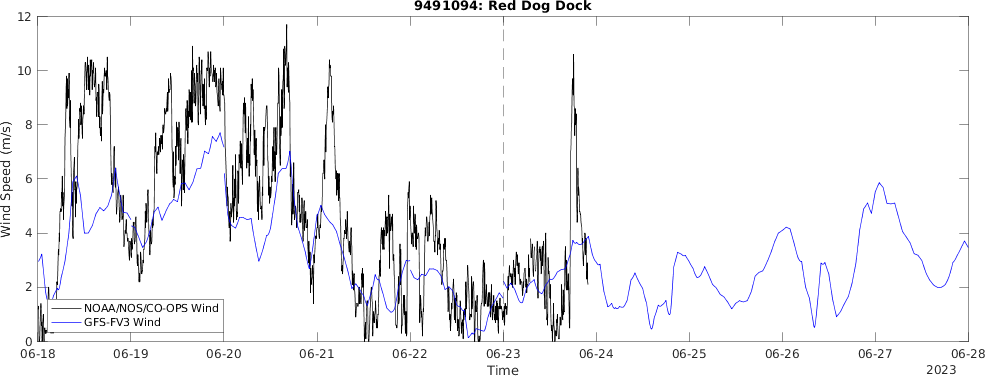 9491094: Red Dog Dock
12
10
8
6
4
2
0
Wind Speed (m/s)
NOAA/NOS/CO-OPS Wind
GFS-FV3 Wind
06-18 06-19 06-20 06-21 06-22 06-23 06-24 06-25 06-26 06-27 06-28
Time
2023